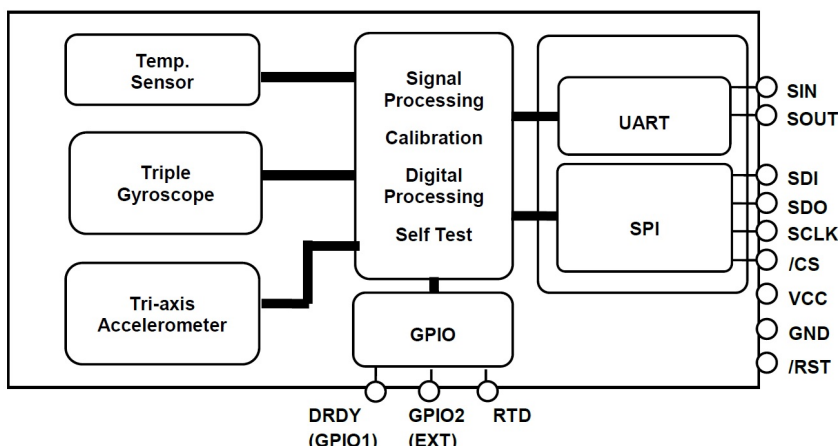 Temp.
Sensor
Triple
Gyroscope
Tri-axis
Accelerometer
Signal
Processing
Calibration
Digital
Processing
Self Test
GPIO
UART
SPI
SIN
SOUT
SDI
SDO
SCLK
/CS
VCC
GND
/RST
DRDY
(GPIO1)
GPIO2
(EXT)
RTD